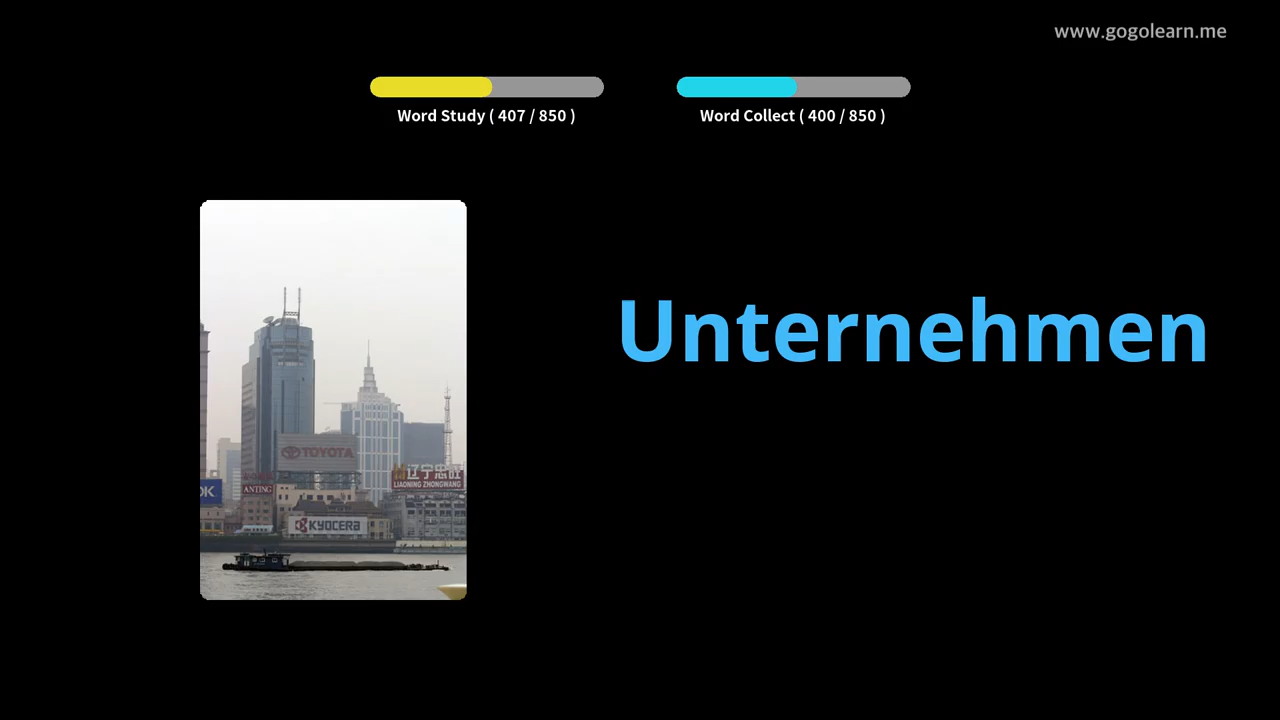 www.gogolearn.me
Word Study ( 407 / 850 )
Word Collect ( 400 / 850 )
Unternehmen
TOYOTA
辽宁忠旺
LIAONING ZHONGWANG
OK
ANTING
KYOCERA